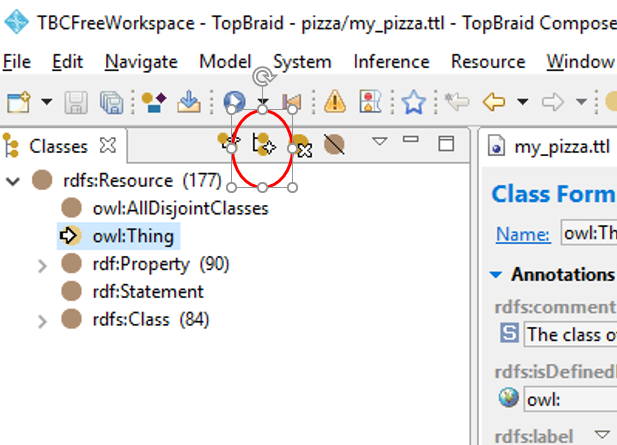 TBCFreeWorkspace - TopBraid - pizza/my_pizza.ttl - TopBraid Compose
File Edit Navigate Model System Inference Resource Window
Classes
my_pizza.ttl
rdfs:Resource (177)
owl:AllDisjointClasses
owl:Thing
rdf:Property (90)
rdf:Statement
rdfs:Class (84)
Class Form
Name: owl:Th
Annotations
rdfs:comment
S The class o
rdfs:isDefined
owl:
rdfs:label